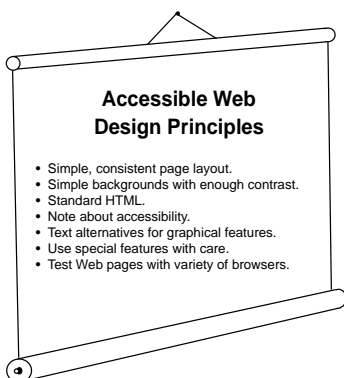 Accessible Web
Design Principles
• Simple, consistent page layout.
• Simple backgrounds with enough contrast.
• Standard HTML.
• Note about accessibility.
• Text alternatives for graphical features.
• Use special features with care.
• Test Web pages with variety of browsers.